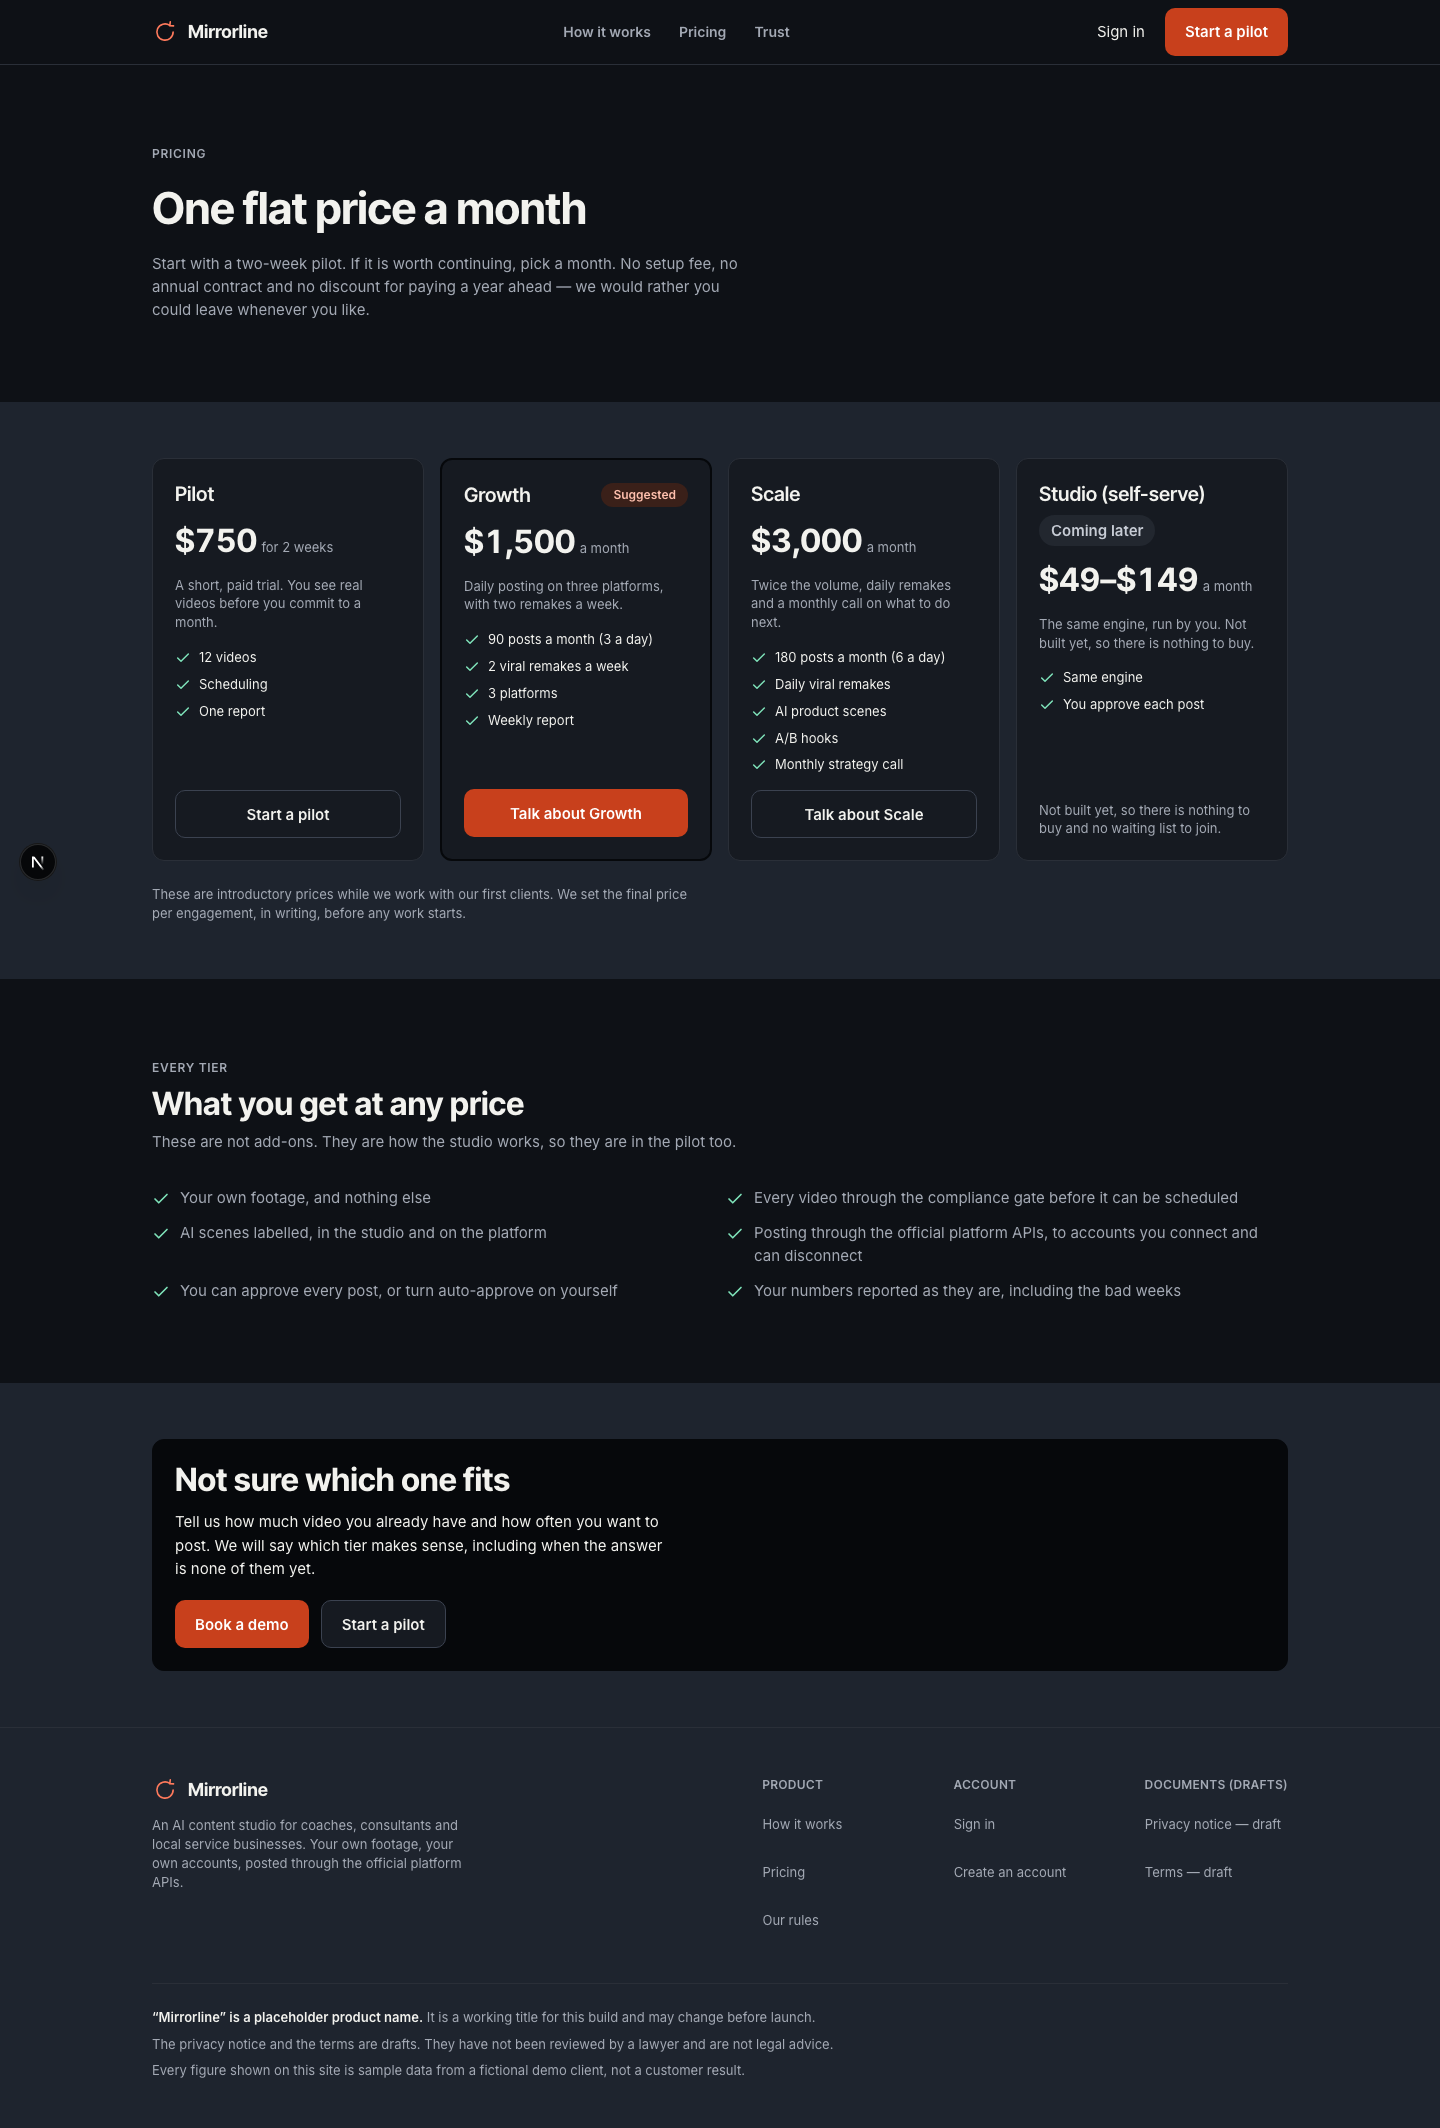 Mirrorline
How it works
Pricing
Trust
Sign in
Start a pilot
PRICING
One flat price a month
Start with a two-week pilot. If it is worth continuing, pick a month. No setup fee, no
annual contract and no discount for paying a year ahead — we would rather you
could leave whenever you like.
Pilot
$750 for 2 weeks
A short, paid trial. You see real
videos before you commit to a
month.
12 videos
Scheduling
One report
Start a pilot
Growth
Suggested
$1,500 a month
Daily posting on three platforms,
with two remakes a week.
90 posts a month (3 a day)
2 viral remakes a week
3 platforms
Weekly report
Talk about Growth
Scale
$3,000 a month
Twice the volume, daily remakes
and a monthly call on what to do
next.
180 posts a month (6 a day)
Daily viral remakes
AI product scenes
A/B hooks
Monthly strategy call
Talk about Scale
Studio (self-serve)
Coming later
$49–$149 a month
The same engine, run by you. Not
built yet, so there is nothing to buy.
Same engine
You approve each post
Not built yet, so there is nothing to
buy and no waiting list to join.
N
These are introductory prices while we work with our first clients. We set the final price
per engagement, in writing, before any work starts.
EVERY TIER
What you get at any price
These are not add-ons. They are how the studio works, so they are in the pilot too.
Your own footage, and nothing else
Every video through the compliance gate before it can be scheduled
AI scenes labelled, in the studio and on the platform
Posting through the official platform APIs, to accounts you connect and
can disconnect
You can approve every post, or turn auto-approve on yourself
Your numbers reported as they are, including the bad weeks
Not sure which one fits
Tell us how much video you already have and how often you want to
post. We will say which tier makes sense, including when the answer
is none of them yet.
Book a demo
Start a pilot
Mirrorline
An AI content studio for coaches, consultants and
local service businesses. Your own footage, your
own accounts, posted through the official platform
APIs.
PRODUCT
How it works
Pricing
Our rules
ACCOUNT
Sign in
Create an account
DOCUMENTS (DRAFTS)
Privacy notice — draft
Terms — draft
“Mirrorline” is a placeholder product name. It is a working title for this build and may change before launch.
The privacy notice and the terms are drafts. They have not been reviewed by a lawyer and are not legal advice.
Every figure shown on this site is sample data from a fictional demo client, not a customer result.